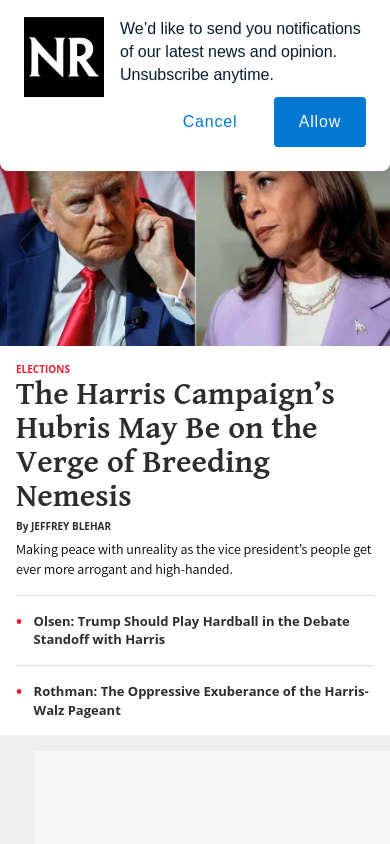 NR
We’d like to send you notifications
of our latest news and opinion.
Unsubscribe anytime.
Cancel
Allow
ELECTIONS
The Harris Campaign’s
Hubris May Be on the
Verge of Breeding
Nemesis
By JEFFREY BLEHAR
Making peace with unreality as the vice president’s people get
ever more arrogant and high-handed.
• Olsen: Trump Should Play Hardball in the Debate
Standoff with Harris
• Rothman: The Oppressive Exuberance of the Harris-
Walz Pageant